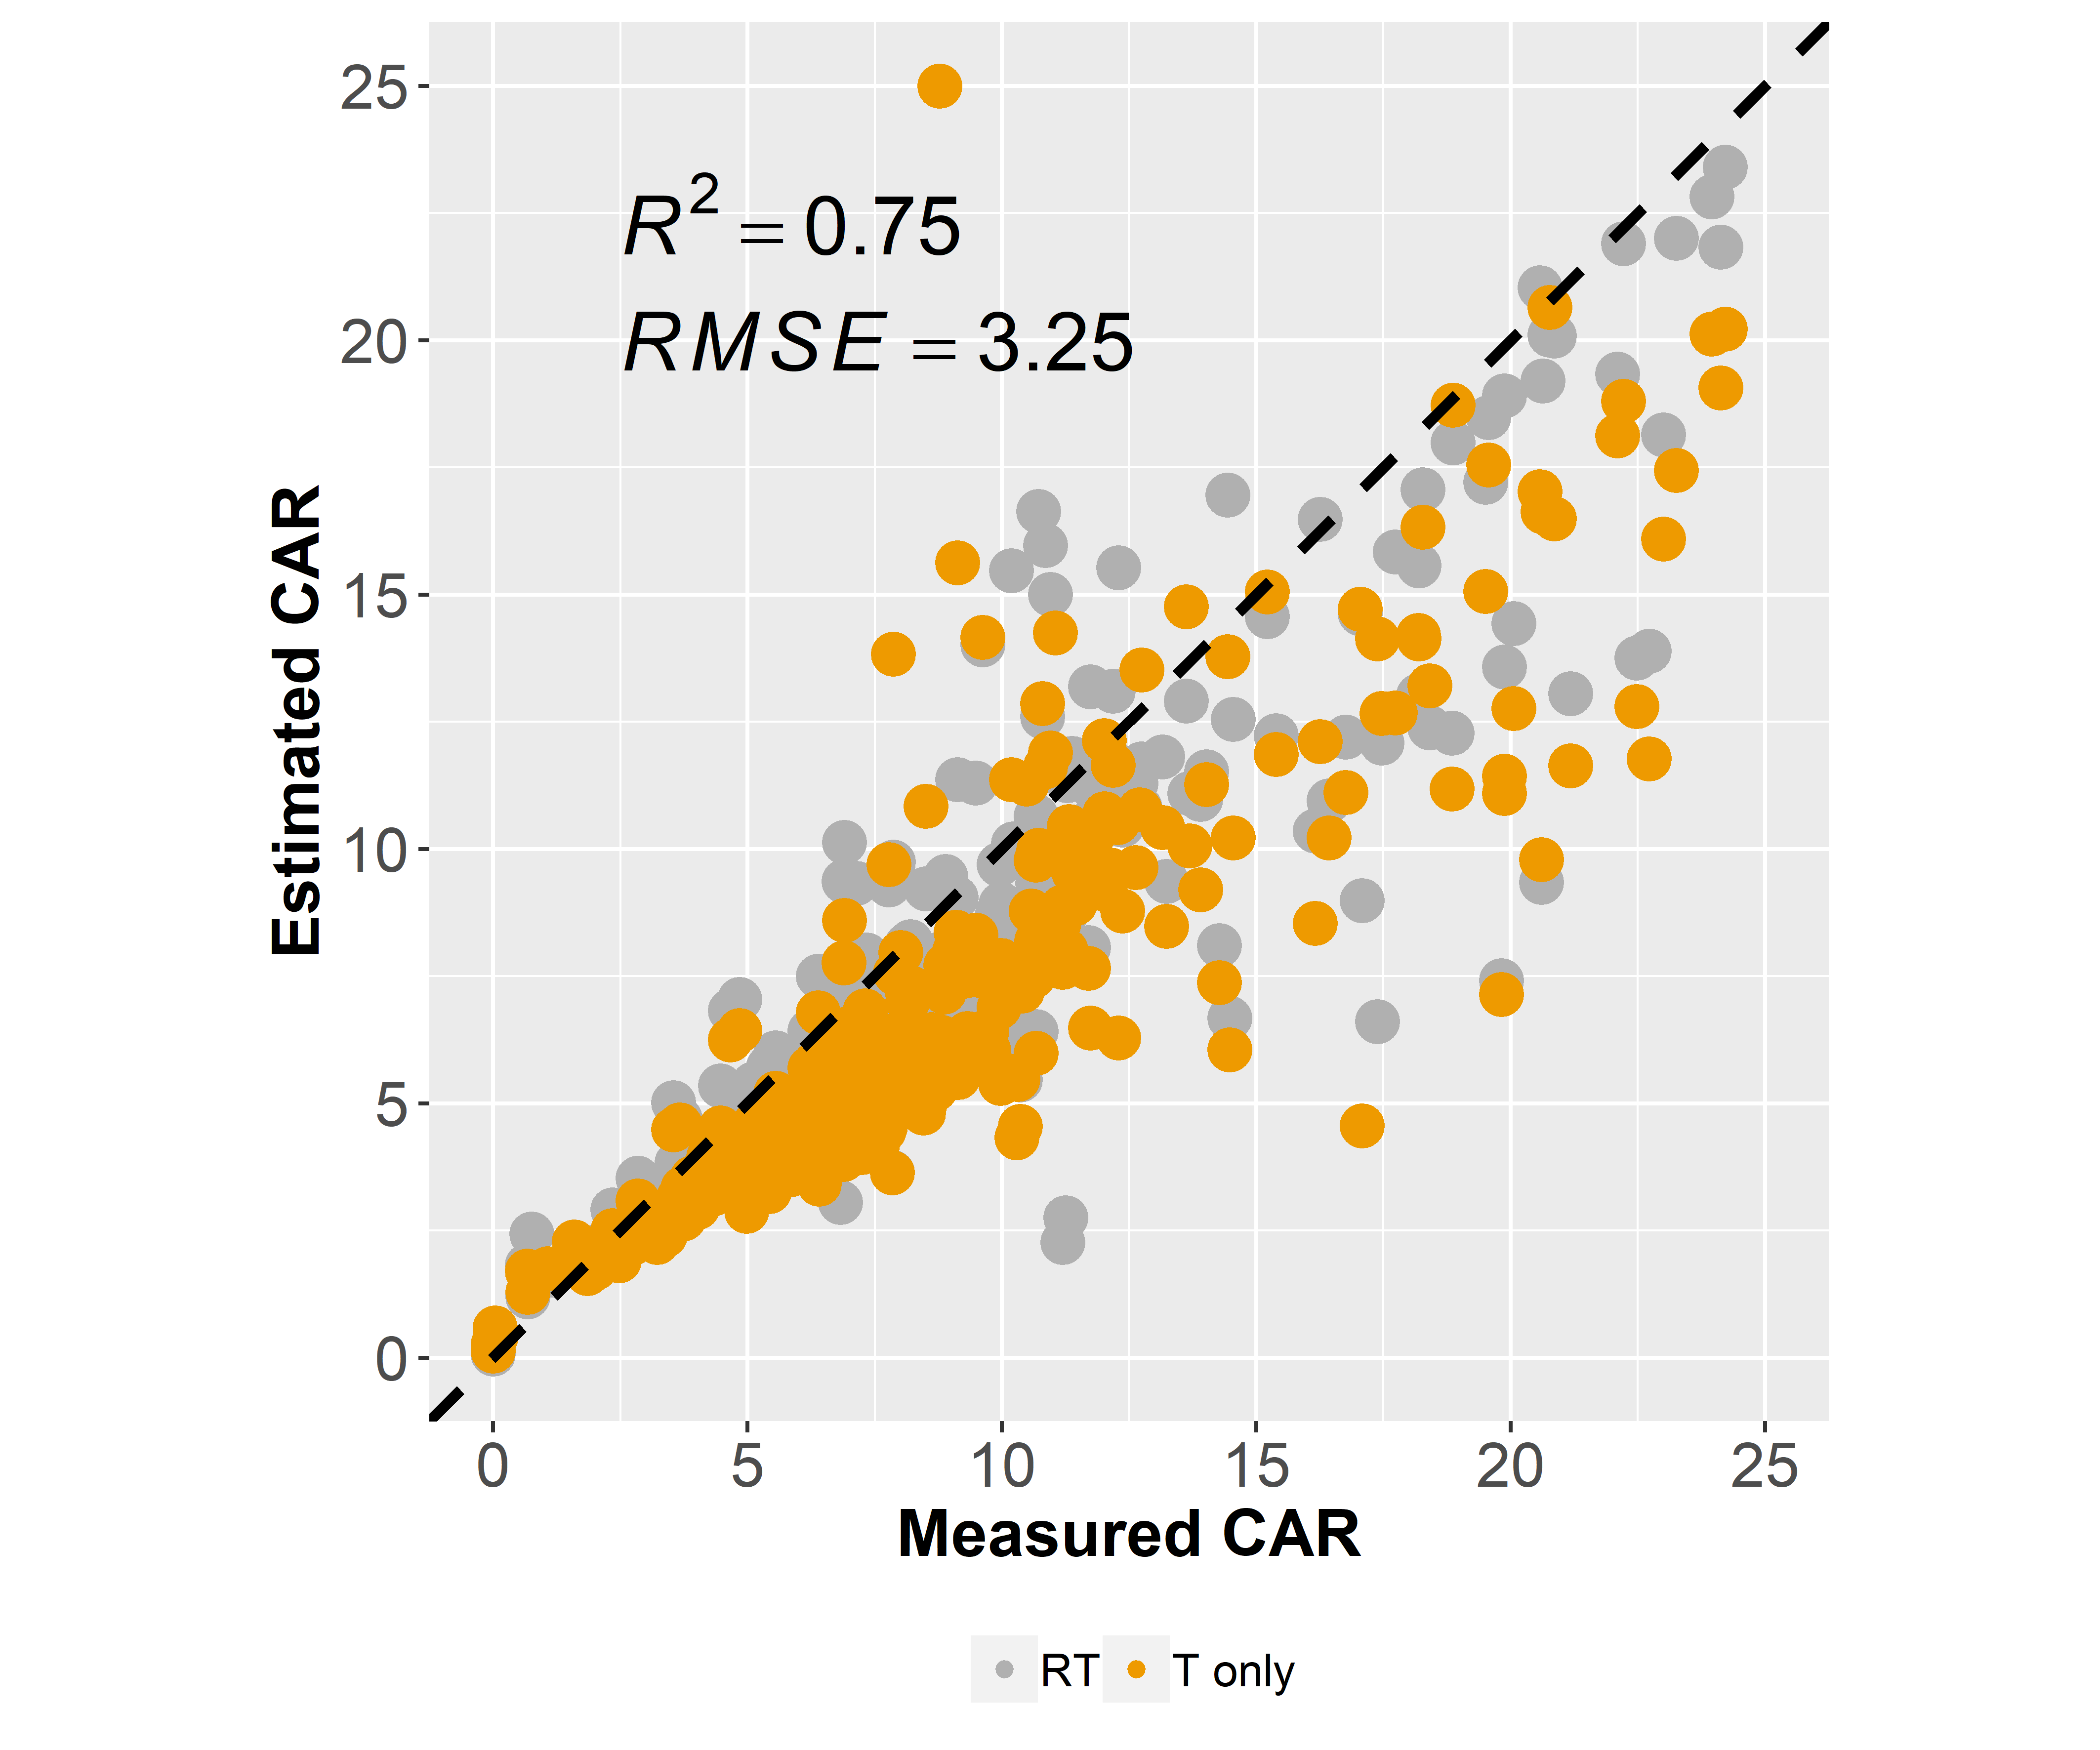 25
20
15
10
5
0
Estimated CAR
R² = 0.75
RMSE = 3.25
0 5 10 15 20 25
Measured CAR
RT T only